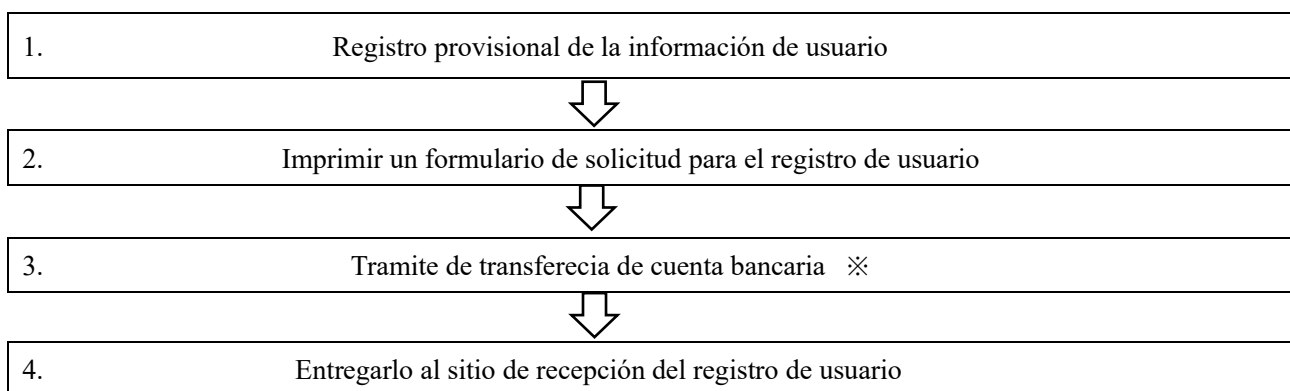 1. Registro provisional de la información de usuario
2. Imprimir un formulario de solicitud para el registro de usuario
3. Tramite de transferecia de cuenta bancaria ※
4. Entregarlo al sitio de recepción del registro de usuario